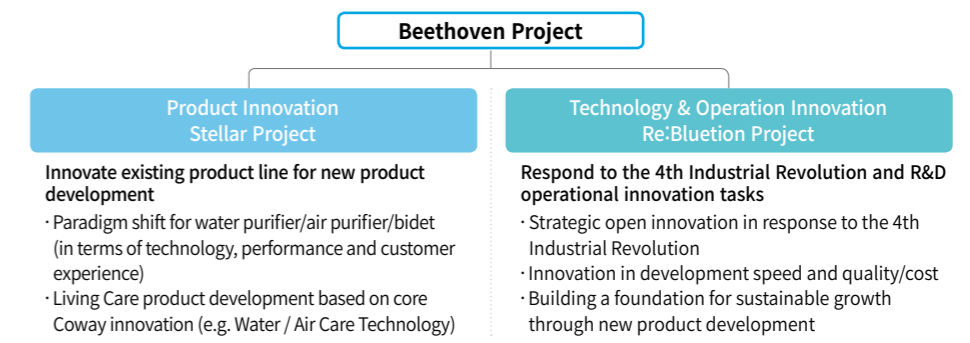 Beethoven Project
Product Innovation
Stellar Project
Innovate existing product line for new product
development
· Paradigm shift for water purifier/air purifier/bidet
(in terms of technology, performance and customer
experience)
· Living Care product development based on core
Coway innovation (e.g. Water / Air Care Technology)
Technology & Operation Innovation
Re:Bluetion Project
Respond to the 4th Industrial Revolution and R&D
operational innovation tasks
· Strategic open innovation in response to the 4th
Industrial Revolution
· Innovation in development speed and quality/cost
· Building a foundation for sustainable growth
through new product development